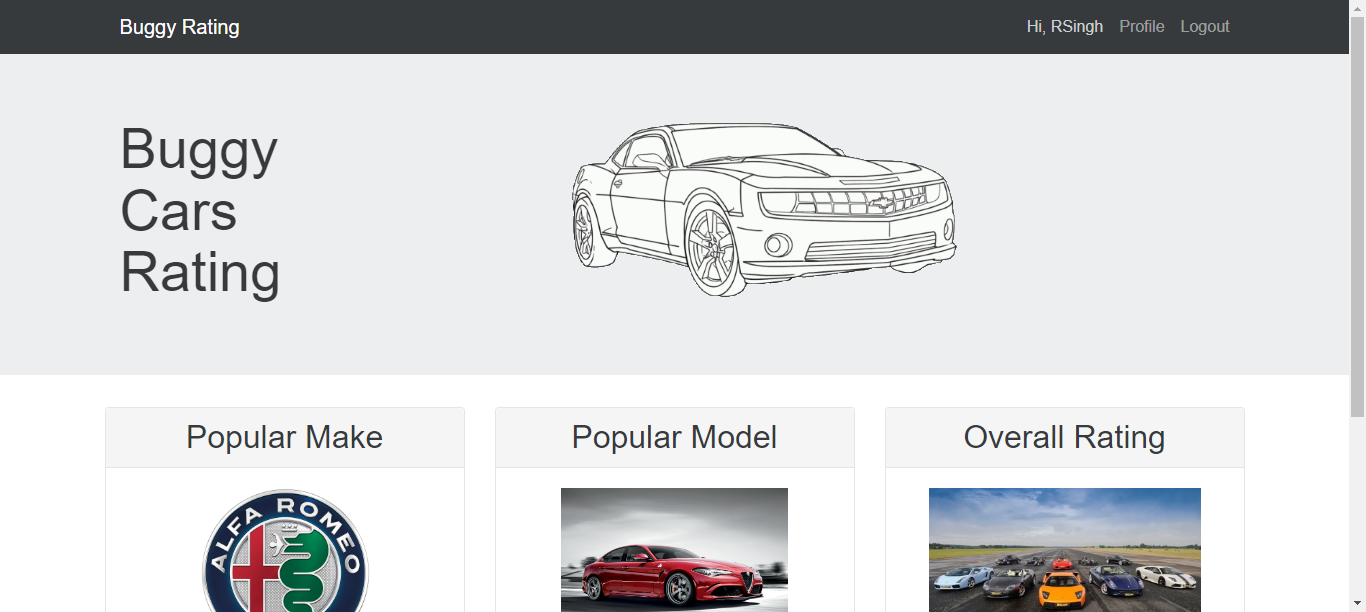 Buggy Rating
Hi, RSingh Profile Logout
Buggy
Cars
Rating
Popular Make
Popular Model
Overall Rating
ALFA ROMEO